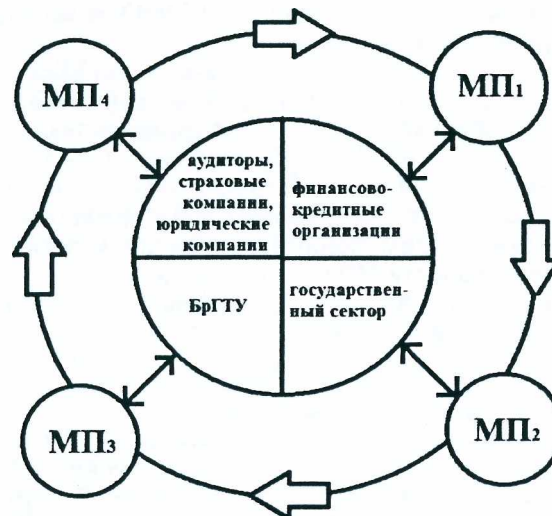 МП4
МП1
аудиторы,
страховые
компании,
юридические
компании
финансово-
кредитные
организации
БрГТУ
государствен-
ный сектор
МП3
МП2